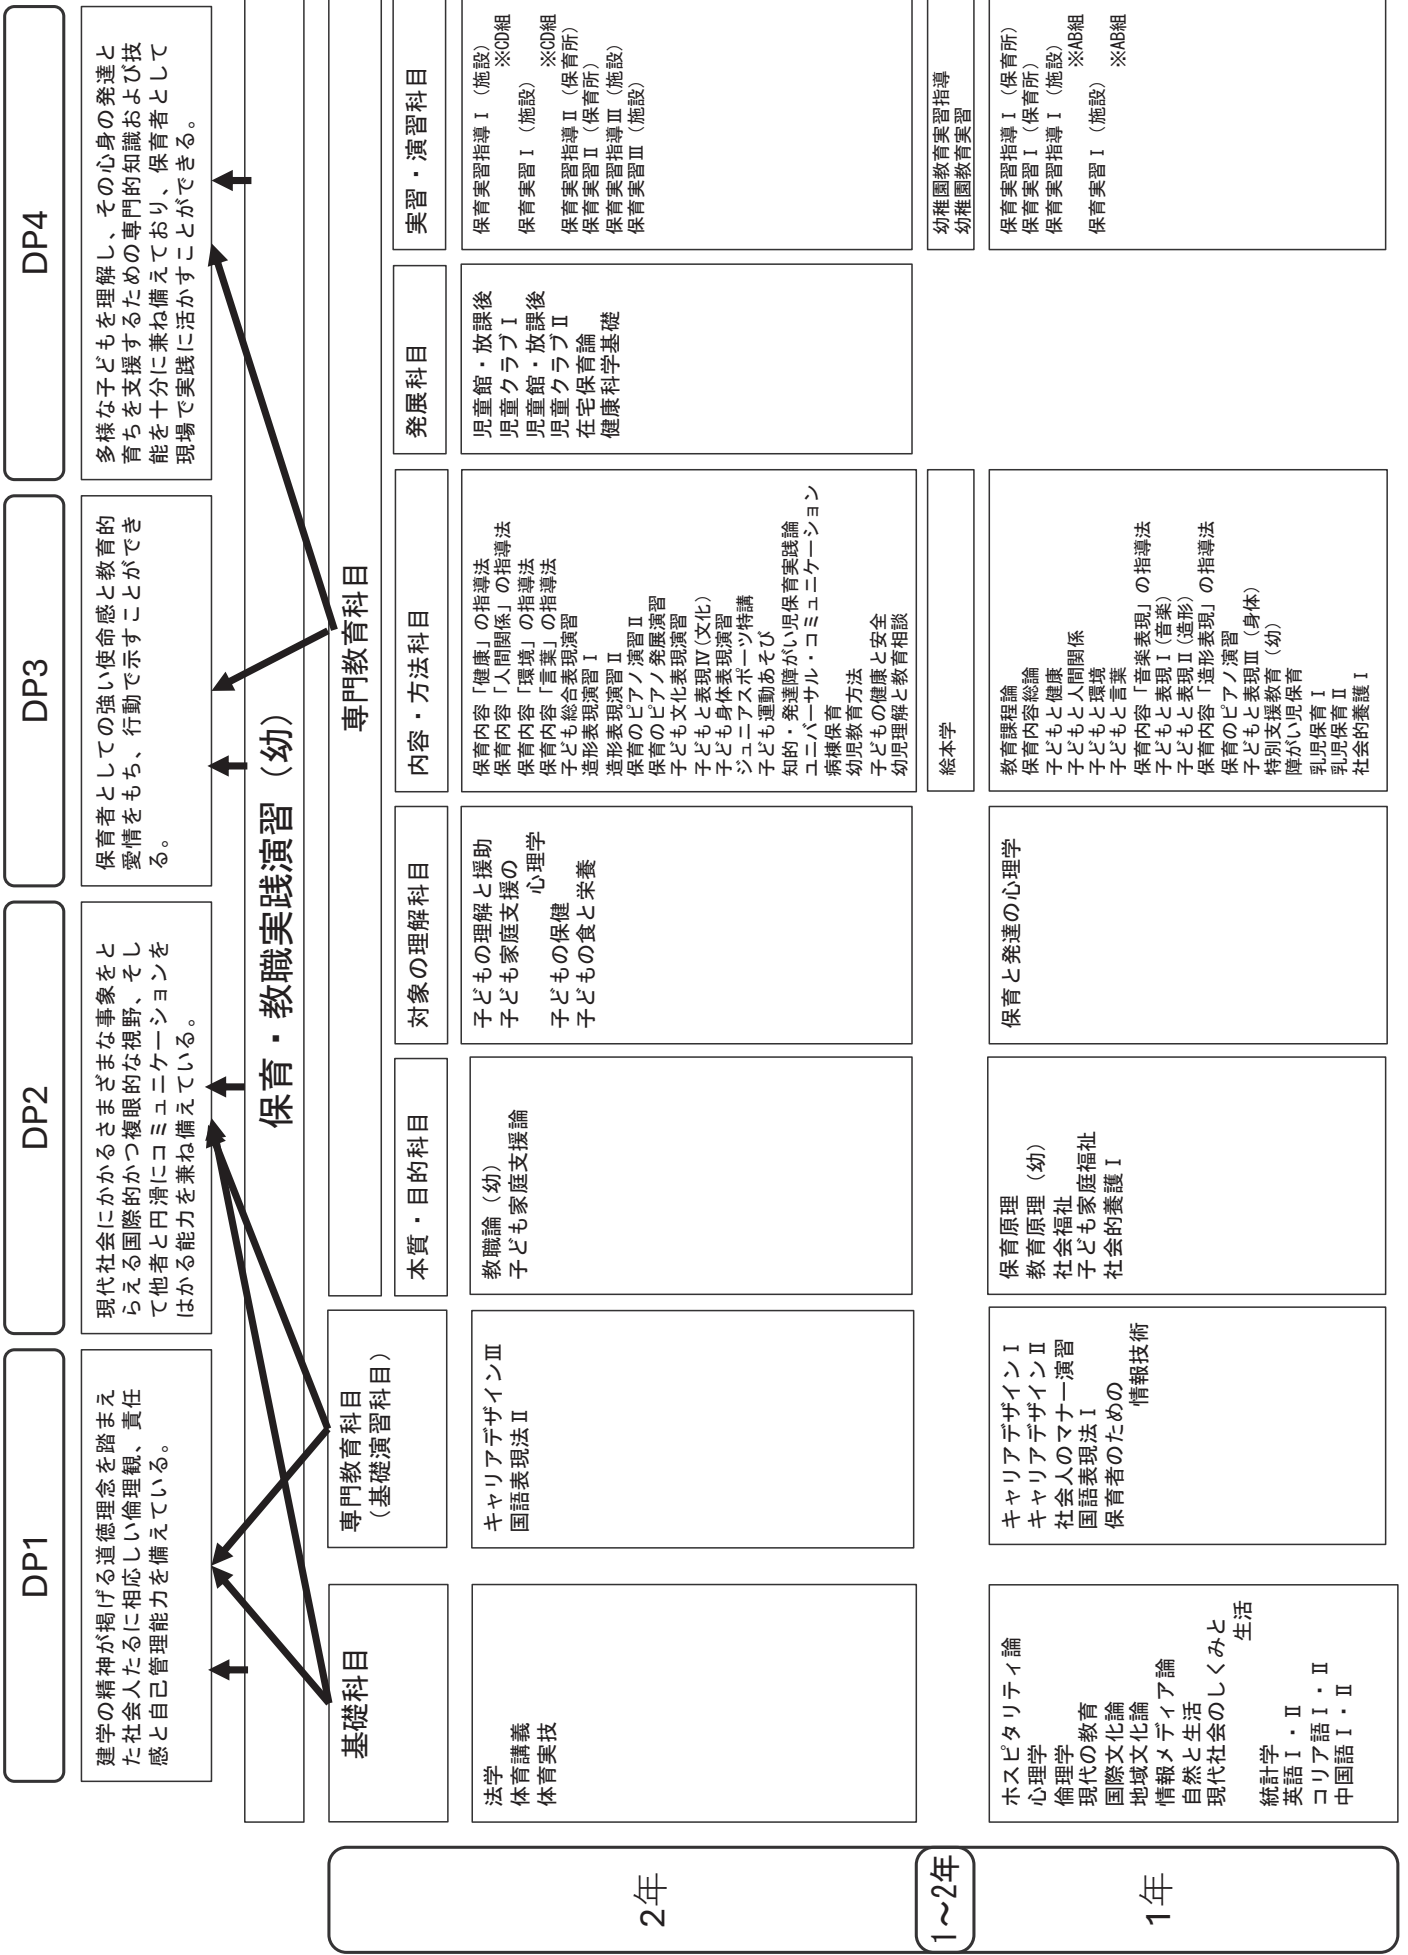 DP1
DP2
DP3
DP4
建学の精神が掲げる道徳理念を踏まえ
た社会人たるに相応しい倫理観、責任
感と自己管理能力を備えている。
現代社会にかかるさまざまな事象をと
らえる国際的かつ複眼的な視野、そし
て他者と円滑にコミュニケーションを
はかる能力を兼ね備えている。
保育者としての強い使命感と教育的
愛情をもち、行動で示すことができ
る。
多様な子どもを理解し、その心身の発達と
育ちを支援するための専門的知識および技
能を十分に兼ね備えており、保育者として
現場で実践に活かすことができる。
保育・教職実践演習（幼）
基礎科目
専門教育科目
（基礎演習科目）
専門教育科目
本質・目的科目
対象の理解科目
内容・方法科目
発展科目
実習・演習科目
2年
法学
体育講義
体育実技
キャリアデザインⅢ
国語表現法Ⅱ
教職論（幼）
子ども家庭支援論
子どもの理解と援助
子ども家庭支援の
心理学
子どもの保健
子どもの食と栄養
保育内容「健康」の指導法
保育内容「人間関係」の指導法
保育内容「環境」の指導法
保育内容「言葉」の指導法
子ども総合表現演習
造形表現演習Ⅰ
造形表現演習Ⅱ
保育のピアノ演習Ⅱ
保育のピアノ発展演習
子ども文化表現演習
子どもと表現Ⅳ(文化)
子ども身体表現演習
ジュニアスポーツ特講
子ども運動あそび
知的・発達障がい児保育実践論
ユニバーサル・コミュニケーション
病棟保育
幼児教育方法
子どもの健康と安全
幼児理解と教育相談
児童館・放課後
児童クラブⅠ
児童館・放課後
児童クラブⅡ
在宅保育論
健康科学基礎
保育実習指導Ⅰ（施設）
※CD組
保育実習Ⅰ（施設）
※CD組
保育実習指導Ⅱ（保育所）
保育実習Ⅱ（保育所）
保育実習指導Ⅲ（施設）
保育実習Ⅲ（施設）
1～2年
絵本学
幼稚園教育実習指導
幼稚園教育実習
1年
ホスピタリティ論
心理学
倫理学
現代の教育
国際文化論
地域文化論
情報メディア論
自然と生活
現代社会のしくみと
生活
統計学
英語Ⅰ・Ⅱ
コリア語Ⅰ・Ⅱ
中国語Ⅰ・Ⅱ
キャリアデザインⅠ
キャリアデザインⅡ
社会人のマナー演習
国語表現法Ⅰ
保育者のための
情報技術
保育原理
教育原理（幼）
社会福祉
子ども家庭福祉
社会的養護Ⅰ
保育と発達の心理学
教育課程論
保育内容総論
子どもと健康
子どもと人間関係
子どもと環境
子どもと言葉
保育内容「音楽表現」の指導法
子どもと表現Ⅰ(音楽)
子どもと表現Ⅱ(造形)
保育内容「造形表現」の指導法
保育のピアノ演習
子どもと表現Ⅲ（身体）
特別支援教育（幼）
障がい児保育
乳児保育Ⅰ
乳児保育Ⅱ
社会的養護Ⅰ
保育実習指導Ⅰ（保育所）
保育実習Ⅰ（保育所）
保育実習指導Ⅰ（施設）
※AB組
保育実習Ⅰ（施設）
※AB組